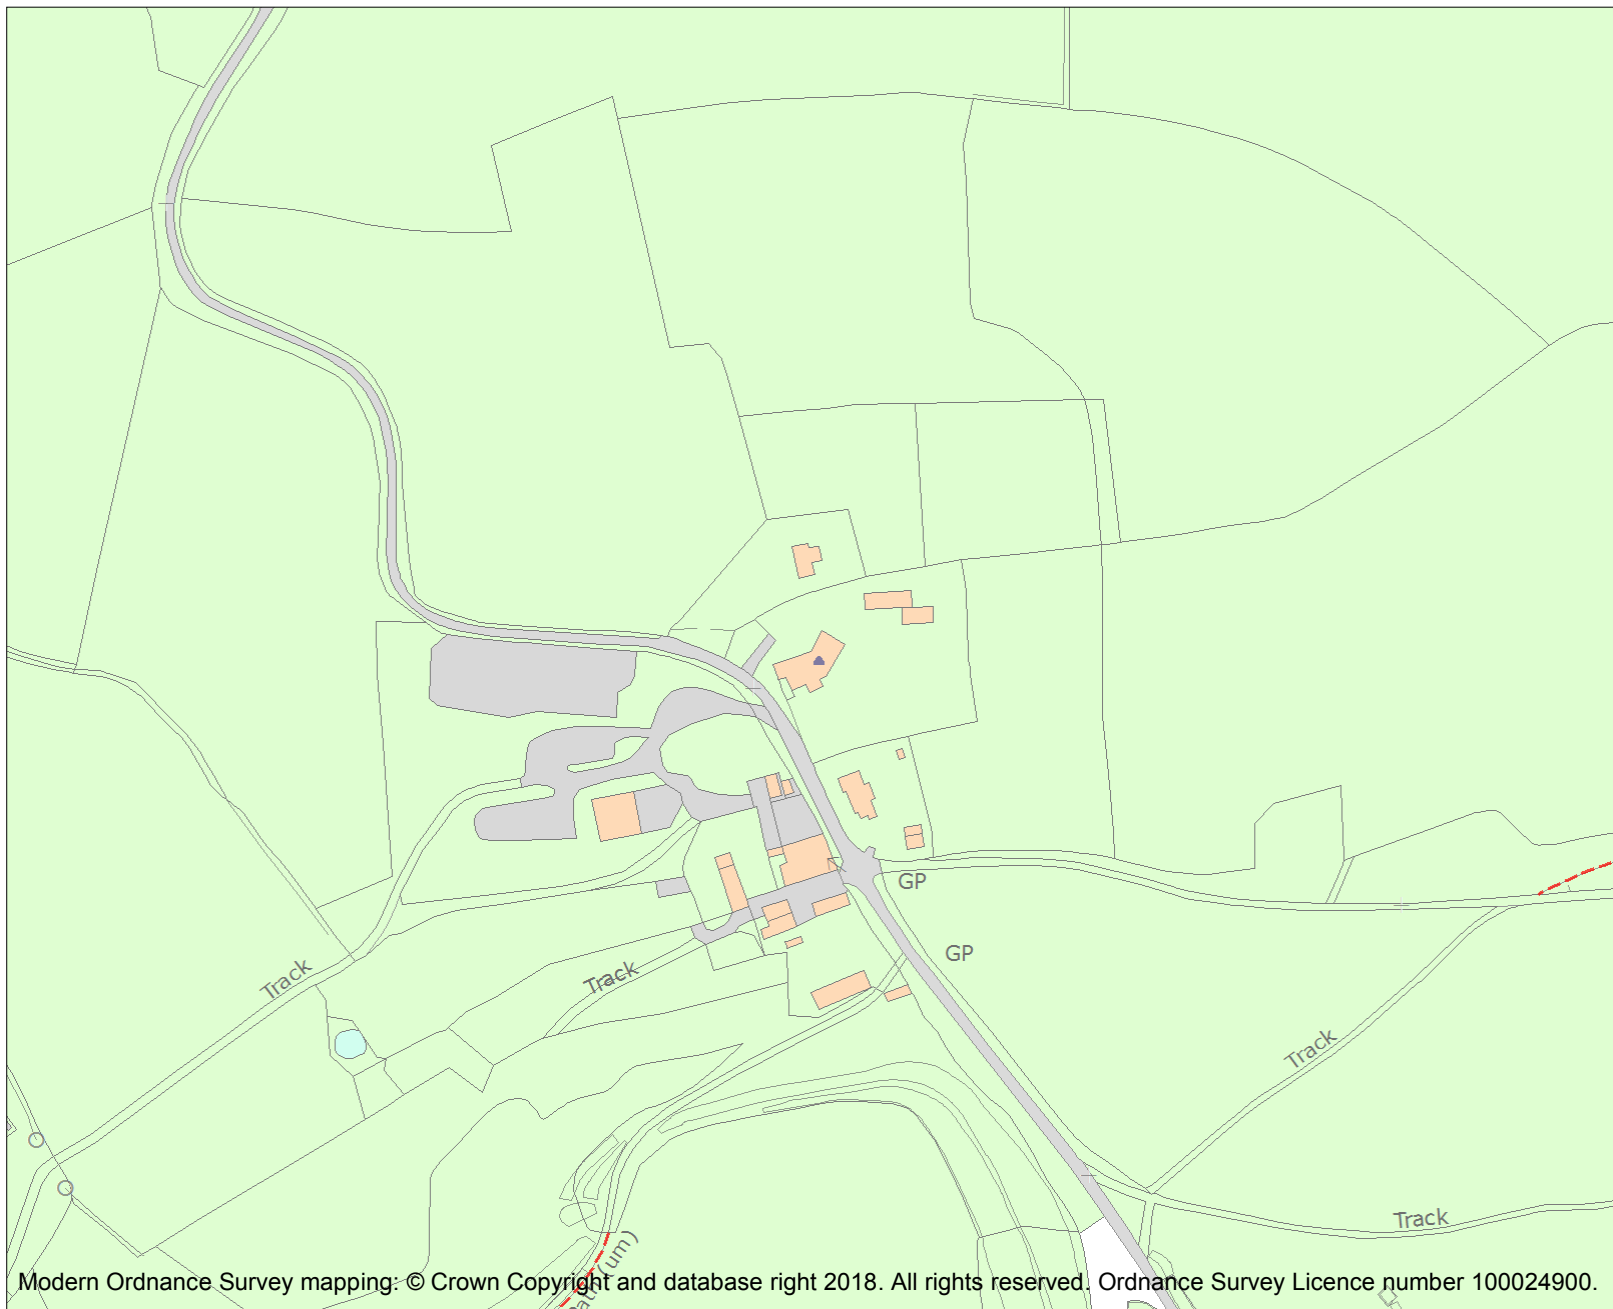 GP
GP
Track
Track
Track
Track
(um)
Modern Ordnance Survey mapping: © Crown Copyright and database right 2018. All rights reserved. Ordnance Survey Licence number 100024900.